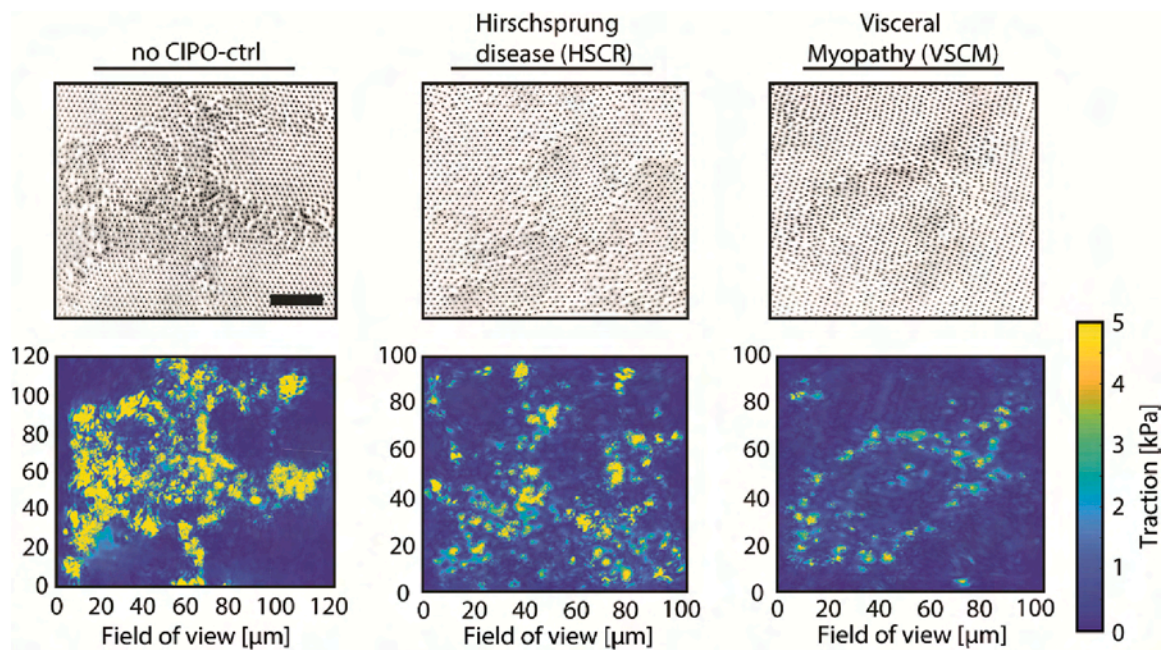 no CIPO-ctrl
Hirschsprung
disease (HSCR)
Visceral
Myopathy (VSCM)
120
100
80
60
40
20
0
0 20 40 60 80 100 120
Field of view [µm]
100
80
60
40
20
0
0 20 40 60 80 100
Field of view [µm]
100
80
60
40
20
0
0 20 40 60 80 100
Field of view [µm]
5
4
3
2
1
0
Traction [kPa]